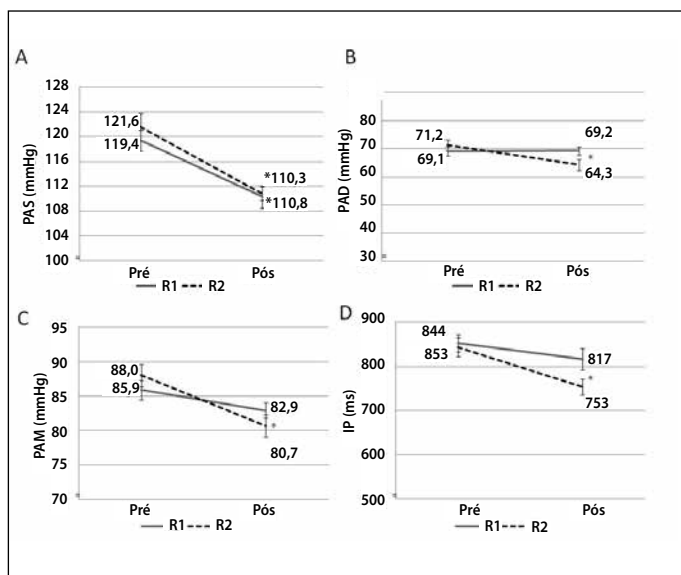 A
PAS (mmHg)
128
124
120
116
112
108
104
100
121,6
119,4
*110,3
*110,8
Pré
Pós
R1
R2
B
PAD (mmHg)
80
70
60
50
40
30
71,2
69,1
69,2
*
64,3
Pré
Pós
R1
R2
C
PAM (mmHg)
95
90
85
80
75
70
88,0
85,9
82,9
*
80,7
Pré
Pós
R1
R2
D
IP (ms)
900
800
700
600
500
844
853
817
*
753
Pré
Pós
R1
R2